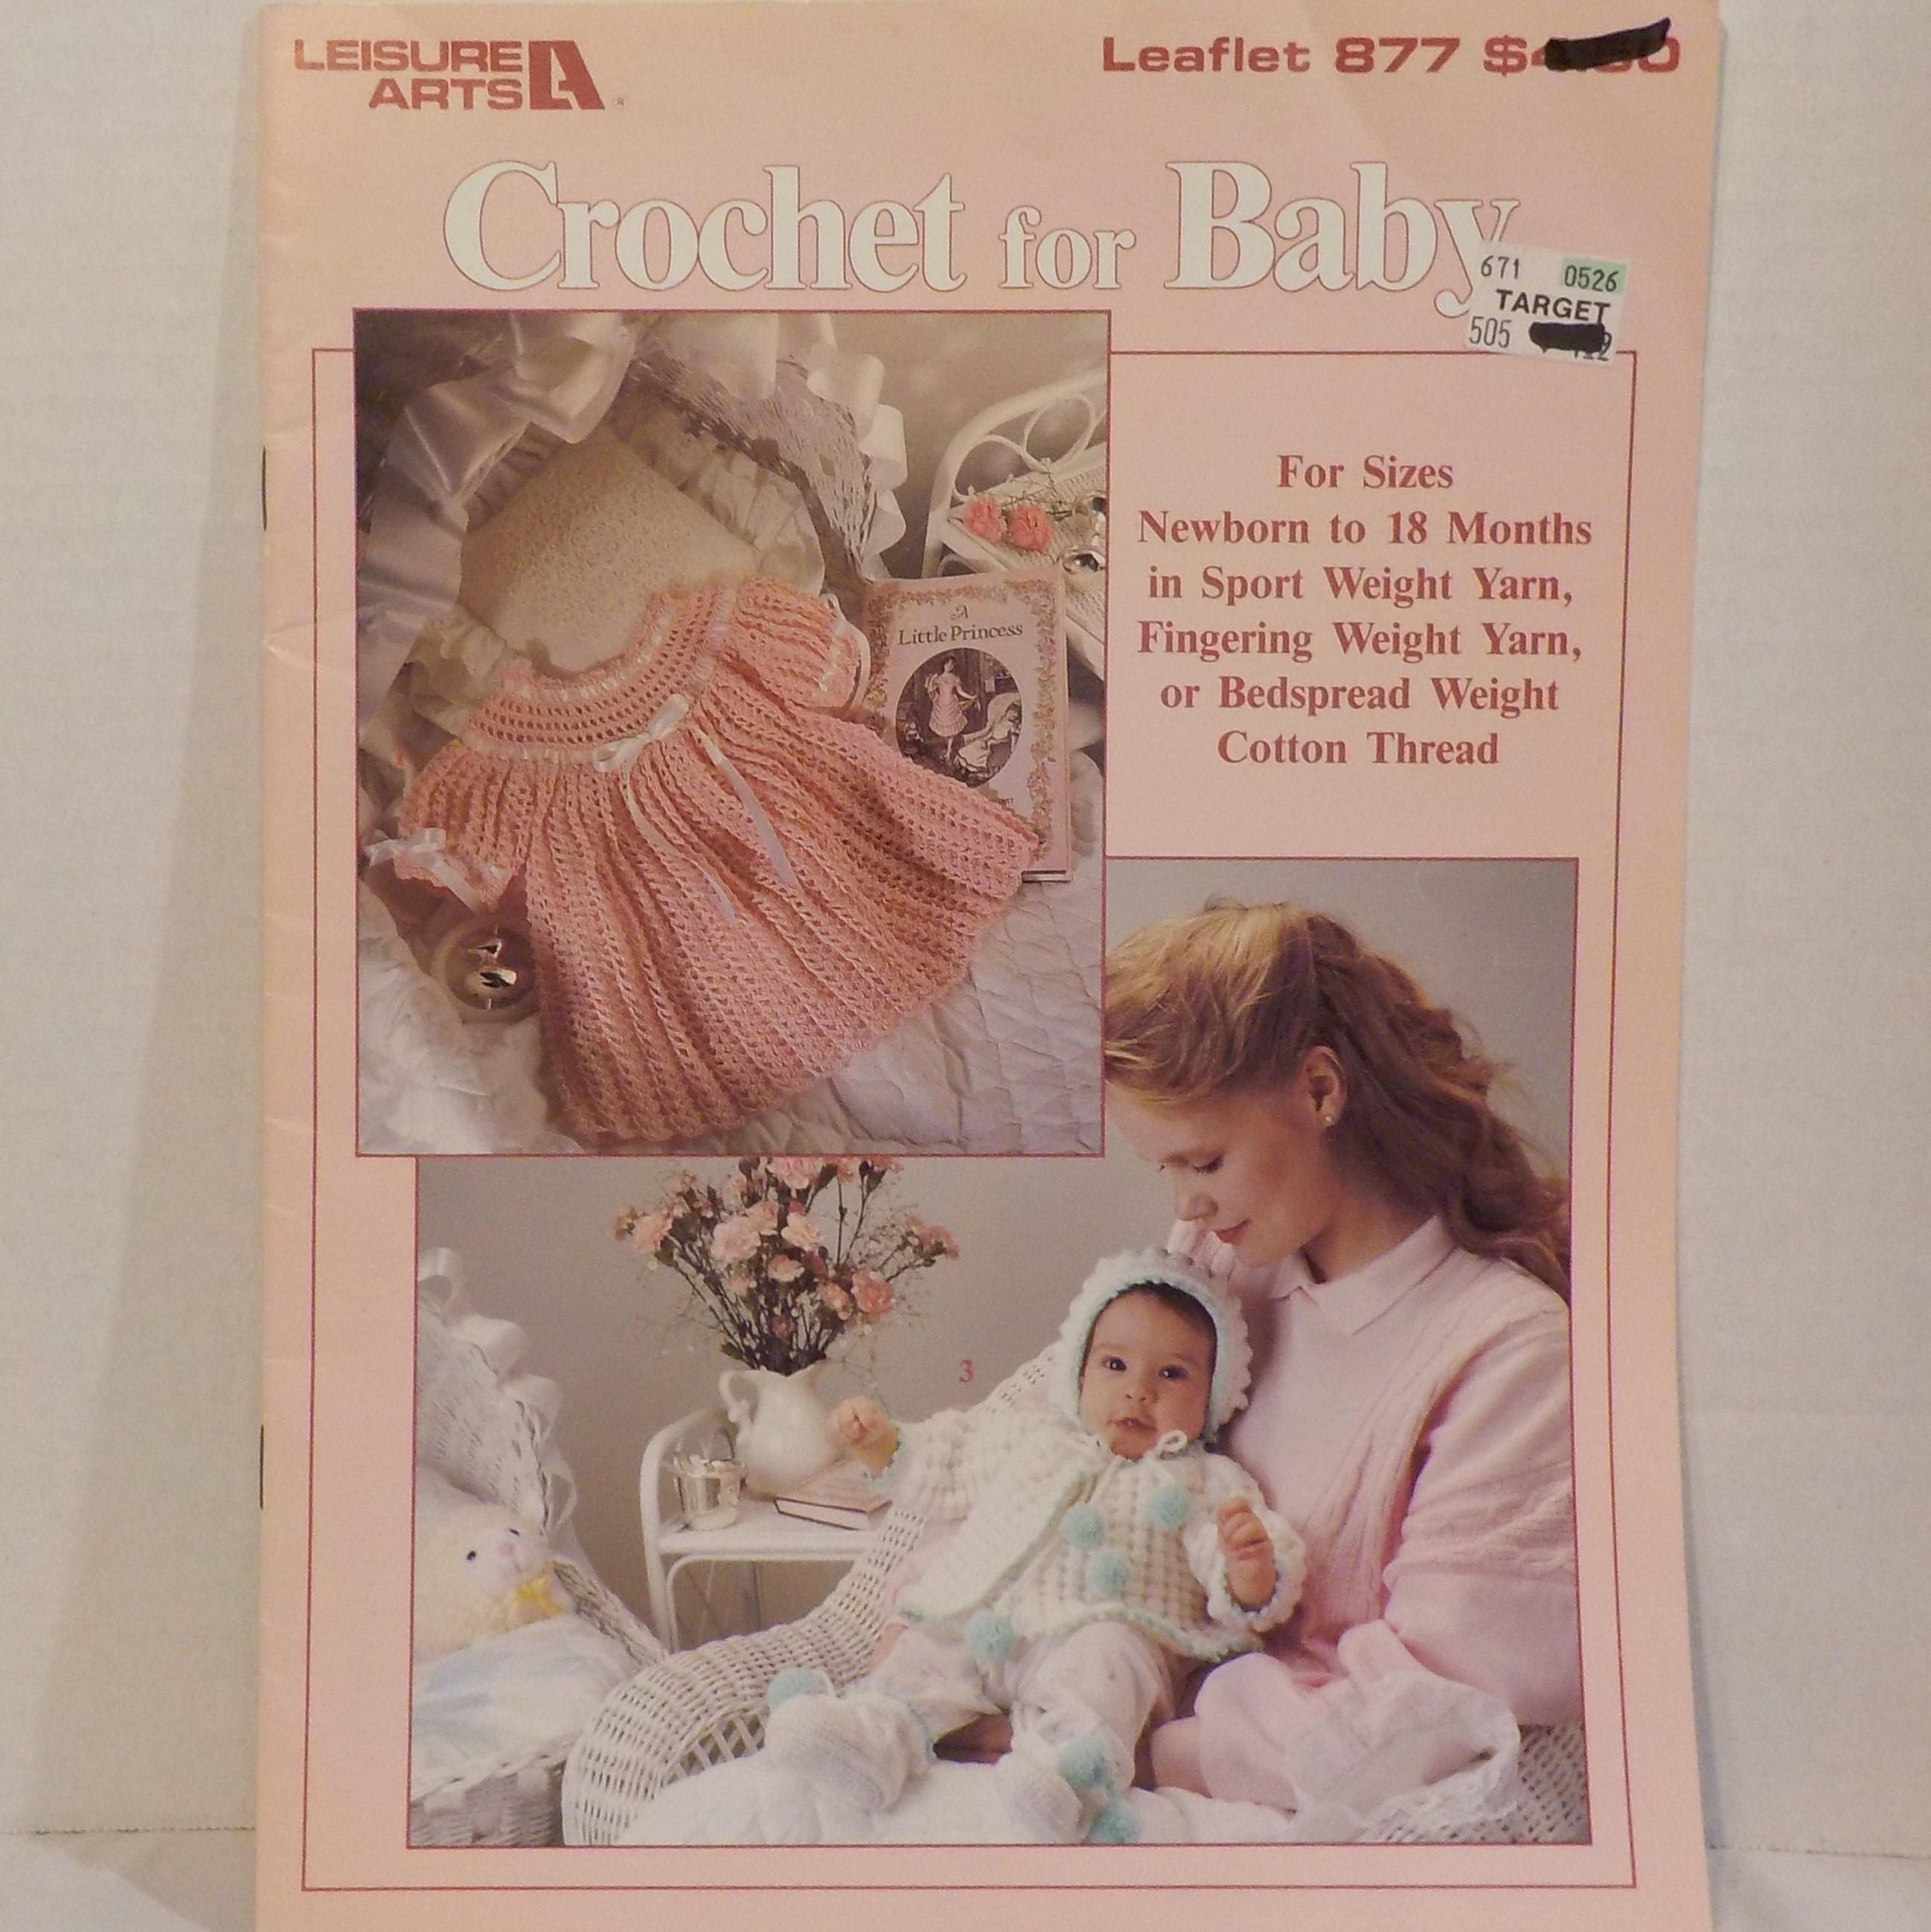 LEISURE
ARTS
Leaflet 877
Crochet for Baby
671 0526
TARGET
505
For Sizes
Newborn to 18 Months
in Sport Weight Yarn,
Fingering Weight Yarn,
or Bedspread Weight
Cotton Thread
A
Little Princess
3